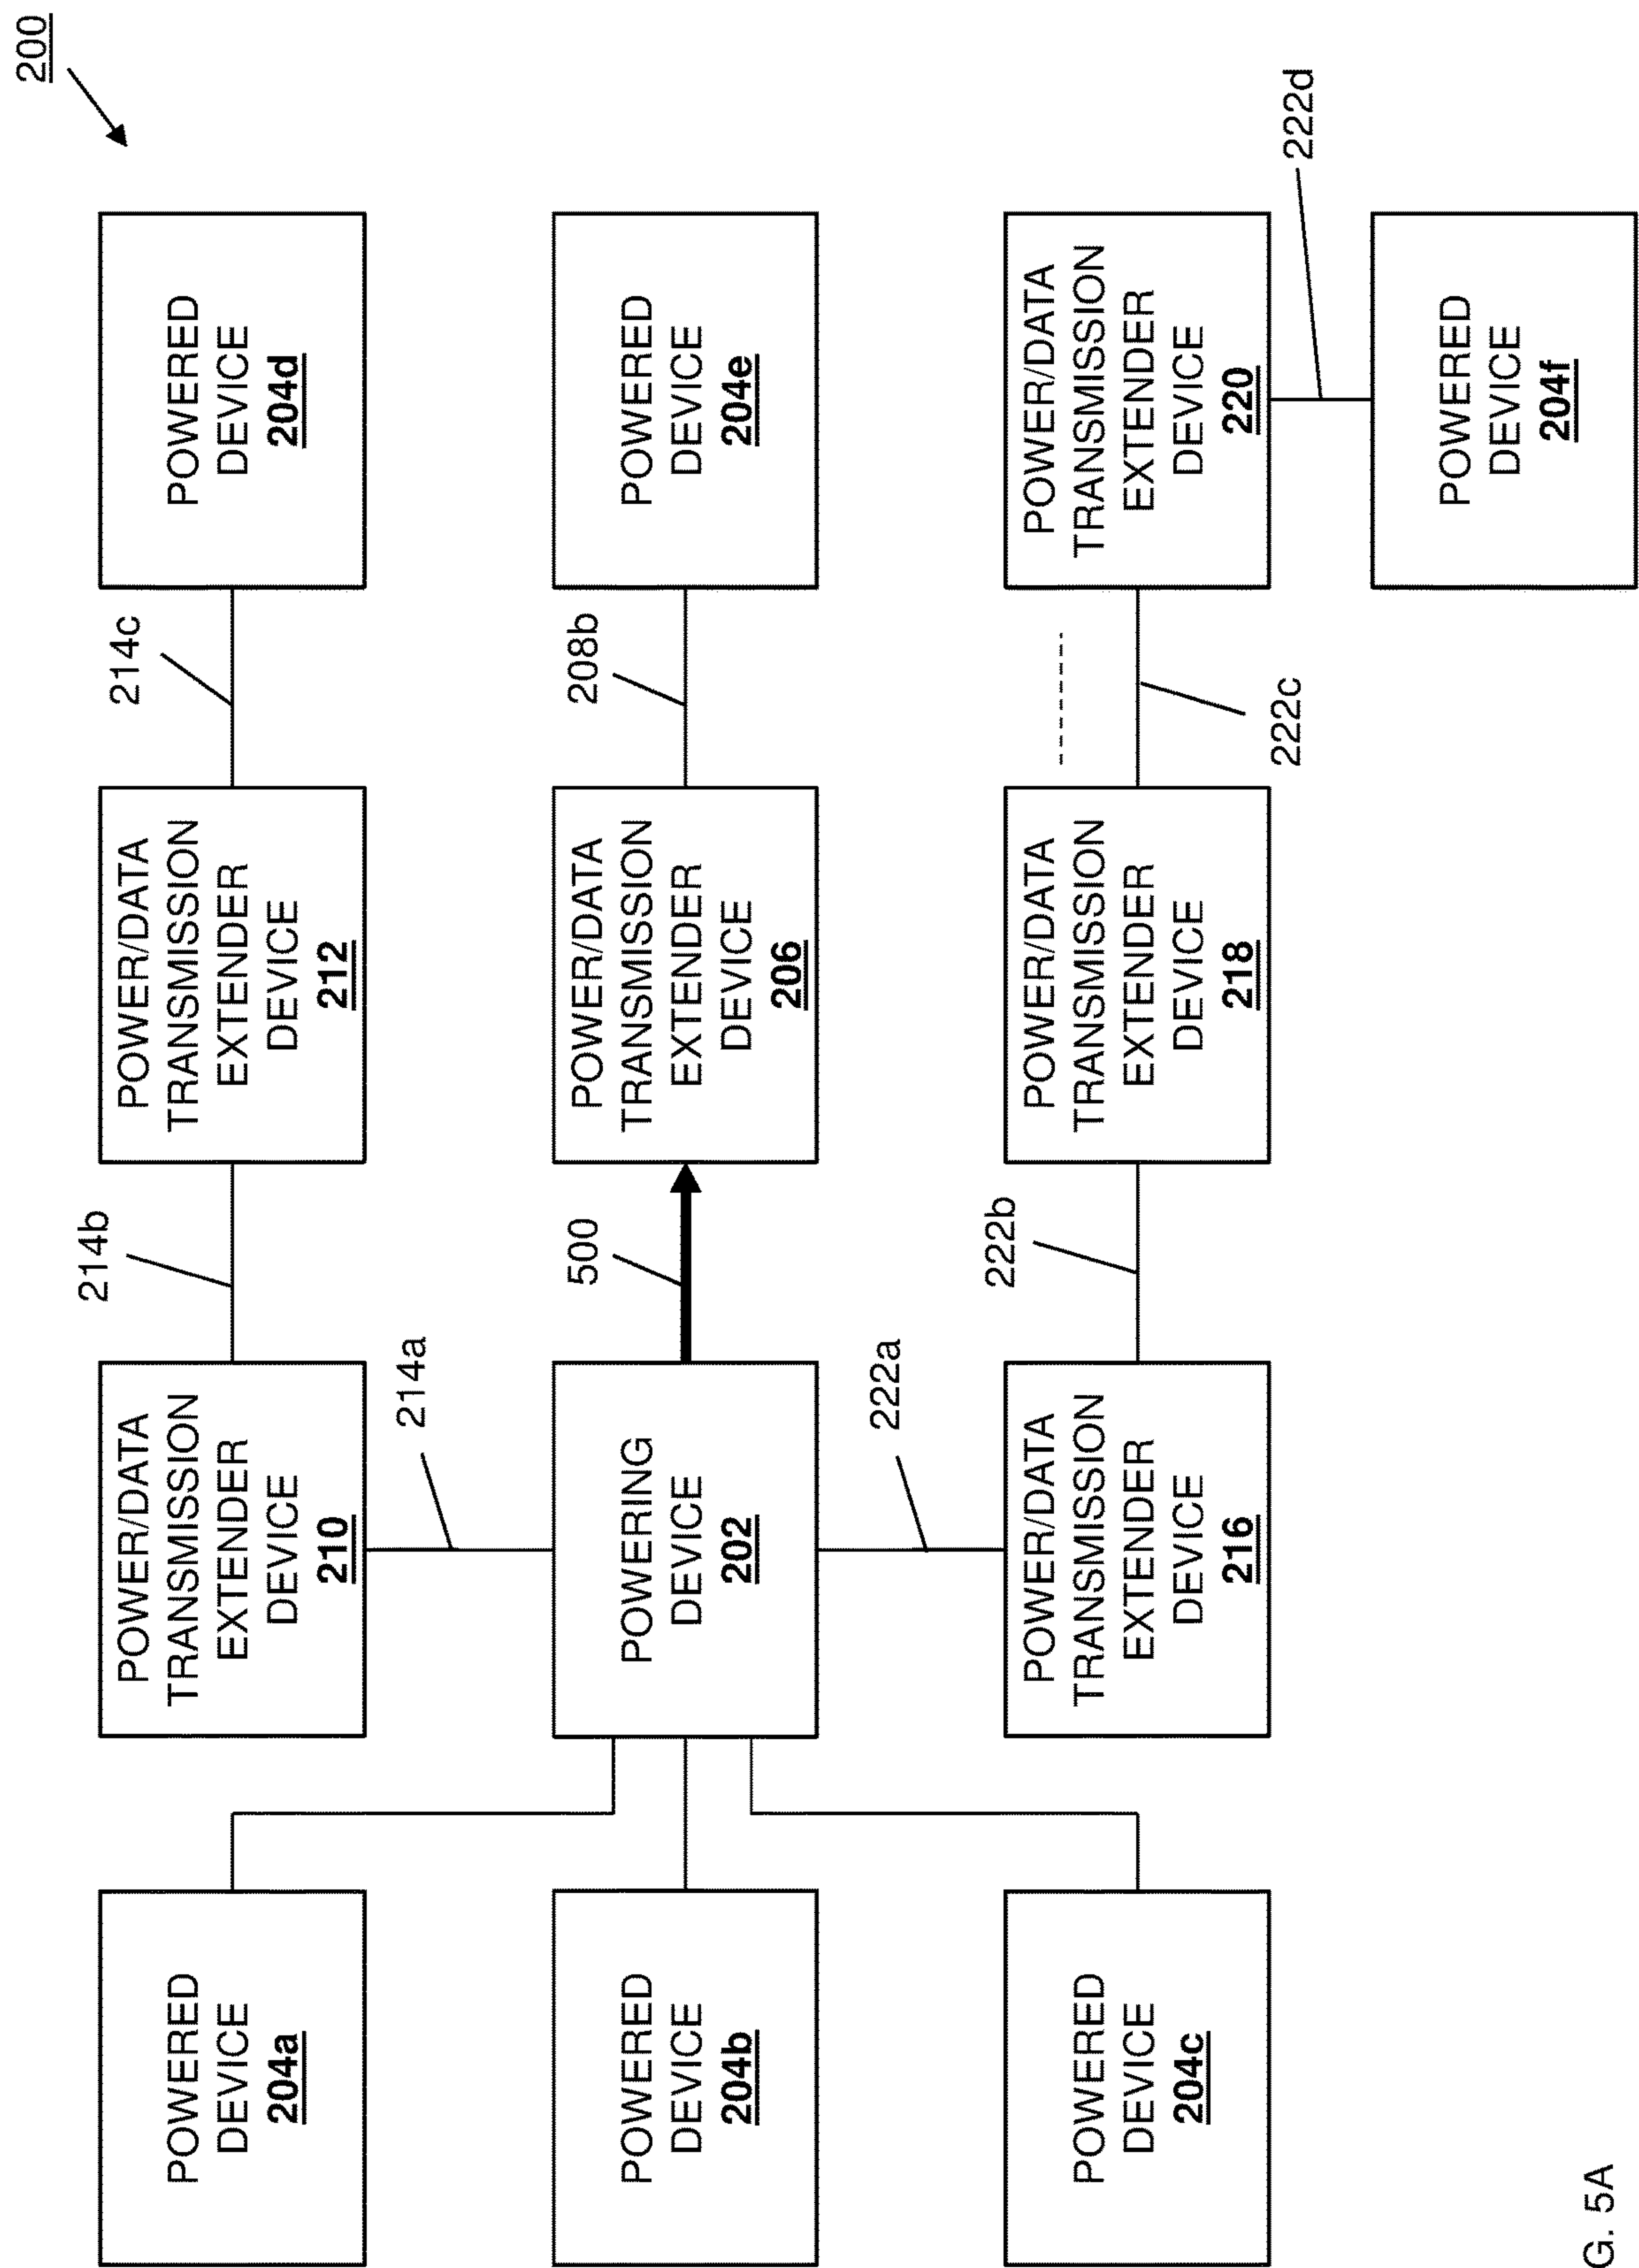 200
POWERED
DEVICE
204a
POWER/DATA
TRANSMISSION
EXTENDER
DEVICE
210
214b
POWER/DATA
TRANSMISSION
EXTENDER
DEVICE
212
214c
POWERED
DEVICE
204d
214a
POWERED
DEVICE
204b
POWERING
DEVICE
202
500
POWER/DATA
TRANSMISSION
EXTENDER
DEVICE
206
208b
POWERED
DEVICE
204e
222a
POWERED
DEVICE
204c
POWER/DATA
TRANSMISSION
EXTENDER
DEVICE
216
222b
POWER/DATA
TRANSMISSION
EXTENDER
DEVICE
218
222c
POWER/DATA
TRANSMISSION
EXTENDER
DEVICE
220
222d
POWERED
DEVICE
204f
G. 5A